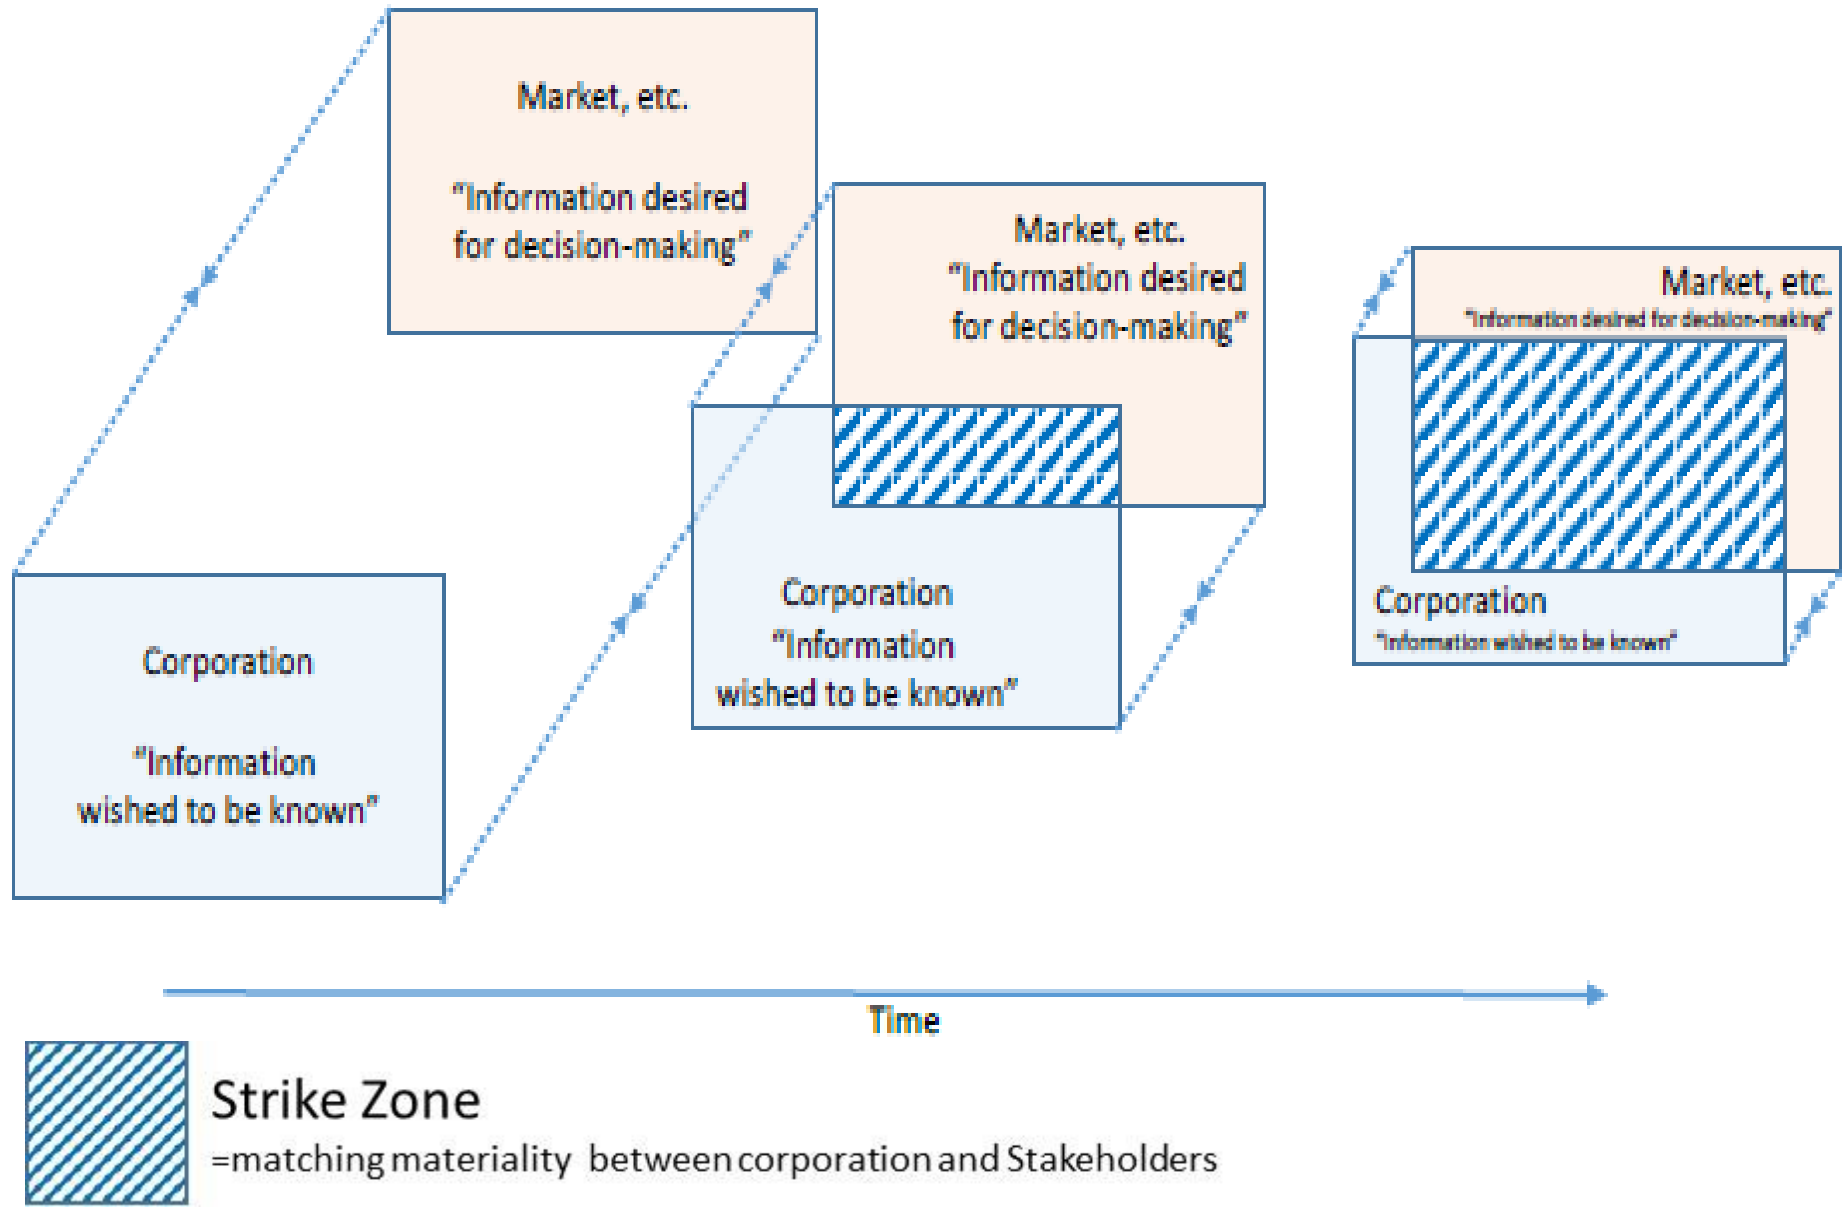 Market, etc.
“Information desired
for decision-making”
Corporation
“Information
wished to be known”
Market, etc.
“Information desired
for decision-making”
Corporation
“Information
wished to be known”
Market, etc.
“Information desired for decision-making”
Corporation
“Information wished to be known”
Time
Strike Zone
=matching materiality between corporation and Stakeholders